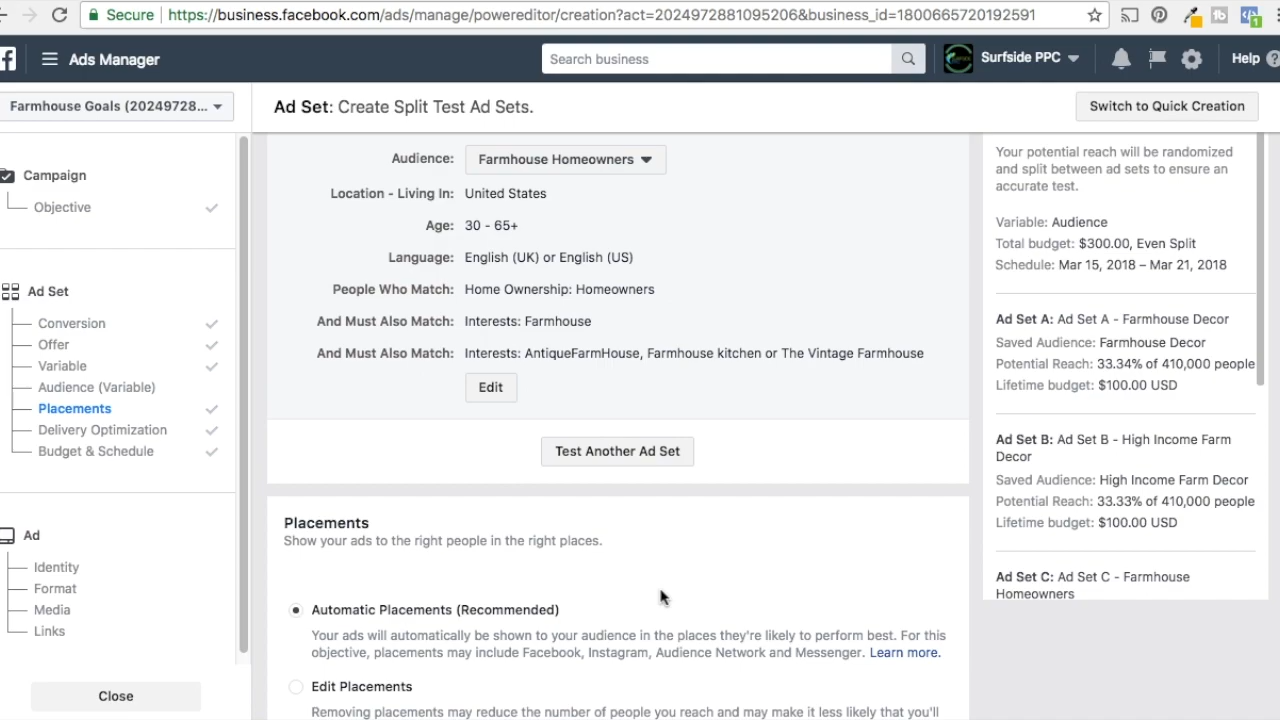 Secure https://business.facebook.com/ads/manage/powereditor/creation?act=2024972881095206&business_id=1800665720192591
Ads Manager
Search business
Surfside PPC
Help
Farmhouse Goals (20249728...
Ad Set: Create Split Test Ad Sets.
Switch to Quick Creation
Campaign
Objective
Ad Set
Conversion
Offer
Variable
Audience (Variable)
Placements
Delivery Optimization
Budget & Schedule
Ad
Identity
Format
Media
Links
Close
Audience: Farmhouse Homeowners
Location - Living In: United States
Age: 30 - 65+
Language: English (UK) or English (US)
People Who Match: Home Ownership: Homeowners
And Must Also Match: Interests: Farmhouse
And Must Also Match: Interests: AntiqueFarmHouse, Farmhouse kitchen or The Vintage Farmhouse
Edit
Test Another Ad Set
Placements
Show your ads to the right people in the right places.
Automatic Placements (Recommended)
Your ads will automatically be shown to your audience in the places they're likely to perform best. For this
objective, placements may include Facebook, Instagram, Audience Network and Messenger. Learn more.
Edit Placements
Removing placements may reduce the number of people you reach and may make it less likely that you'll
Your potential reach will be randomized
and split between ad sets to ensure an
accurate test.
Variable: Audience
Total budget: $300.00, Even Split
Schedule: Mar 15, 2018 – Mar 21, 2018
Ad Set A: Ad Set A - Farmhouse Decor
Saved Audience: Farmhouse Decor
Potential Reach: 33.34% of 410,000 people
Lifetime budget: $100.00 USD
Ad Set B: Ad Set B - High Income Farm
Decor
Saved Audience: High Income Farm Decor
Potential Reach: 33.33% of 410,000 people
Lifetime budget: $100.00 USD
Ad Set C: Ad Set C - Farmhouse
Homeowners